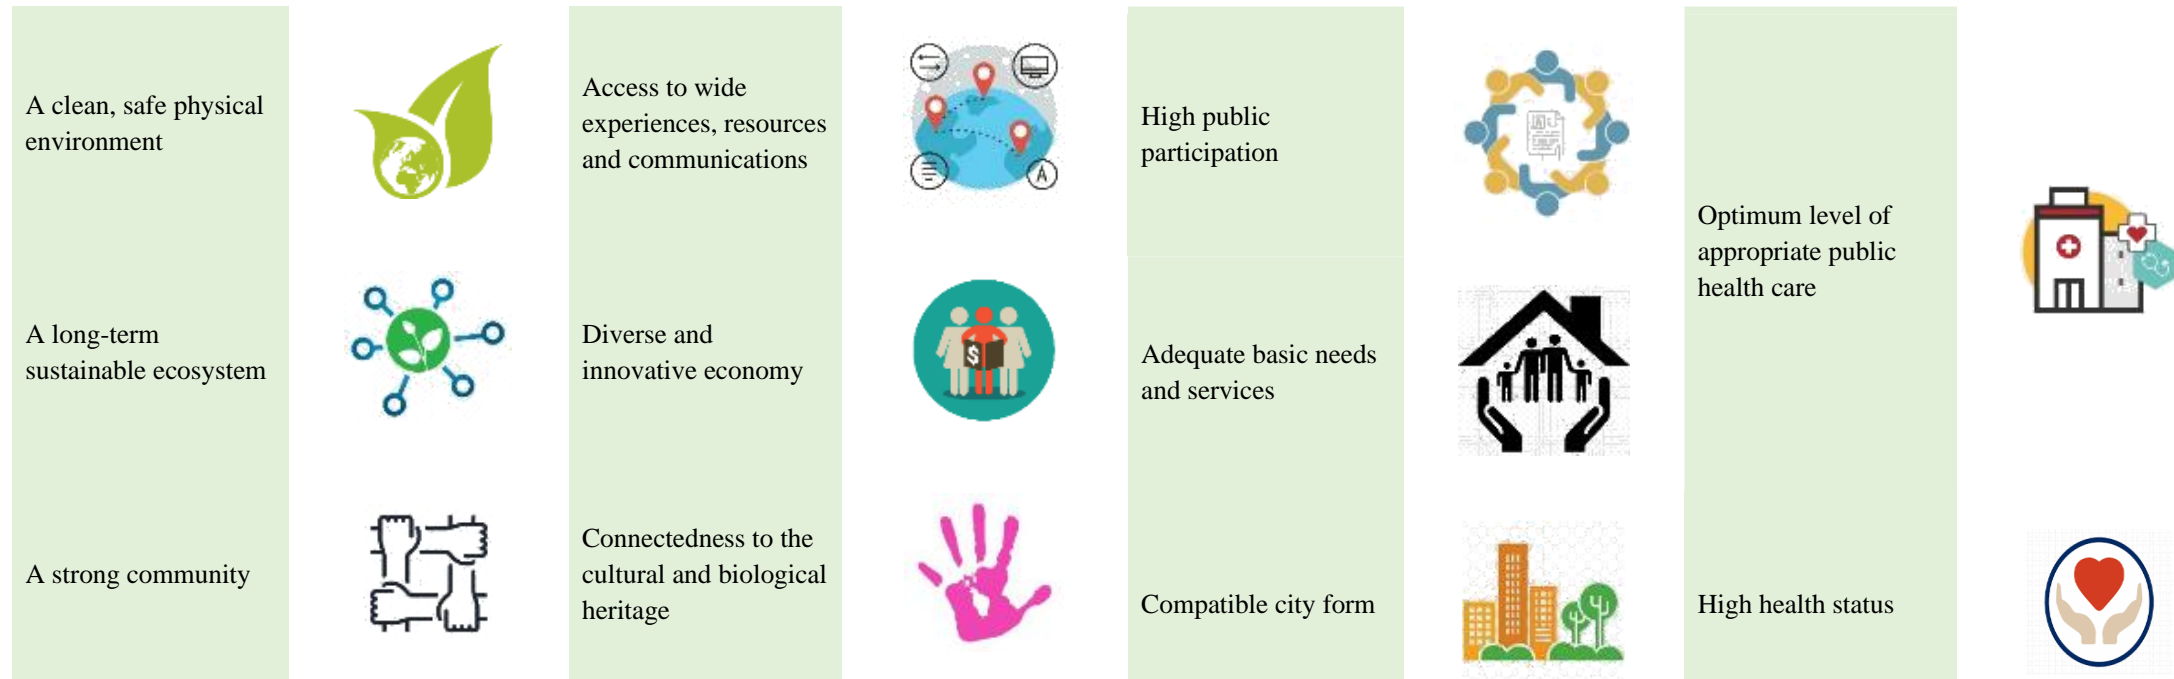 A clean, safe physical
environment
A long-term
sustainable ecosystem
A strong community
Access to wide
experiences, resources
and communications
A
Diverse and
innovative economy
$
Connectedness to the
cultural and biological
heritage
High public
participation
Adequate basic needs
and services
Compatible city form
Optimum level of
appropriate public
health care
High health status